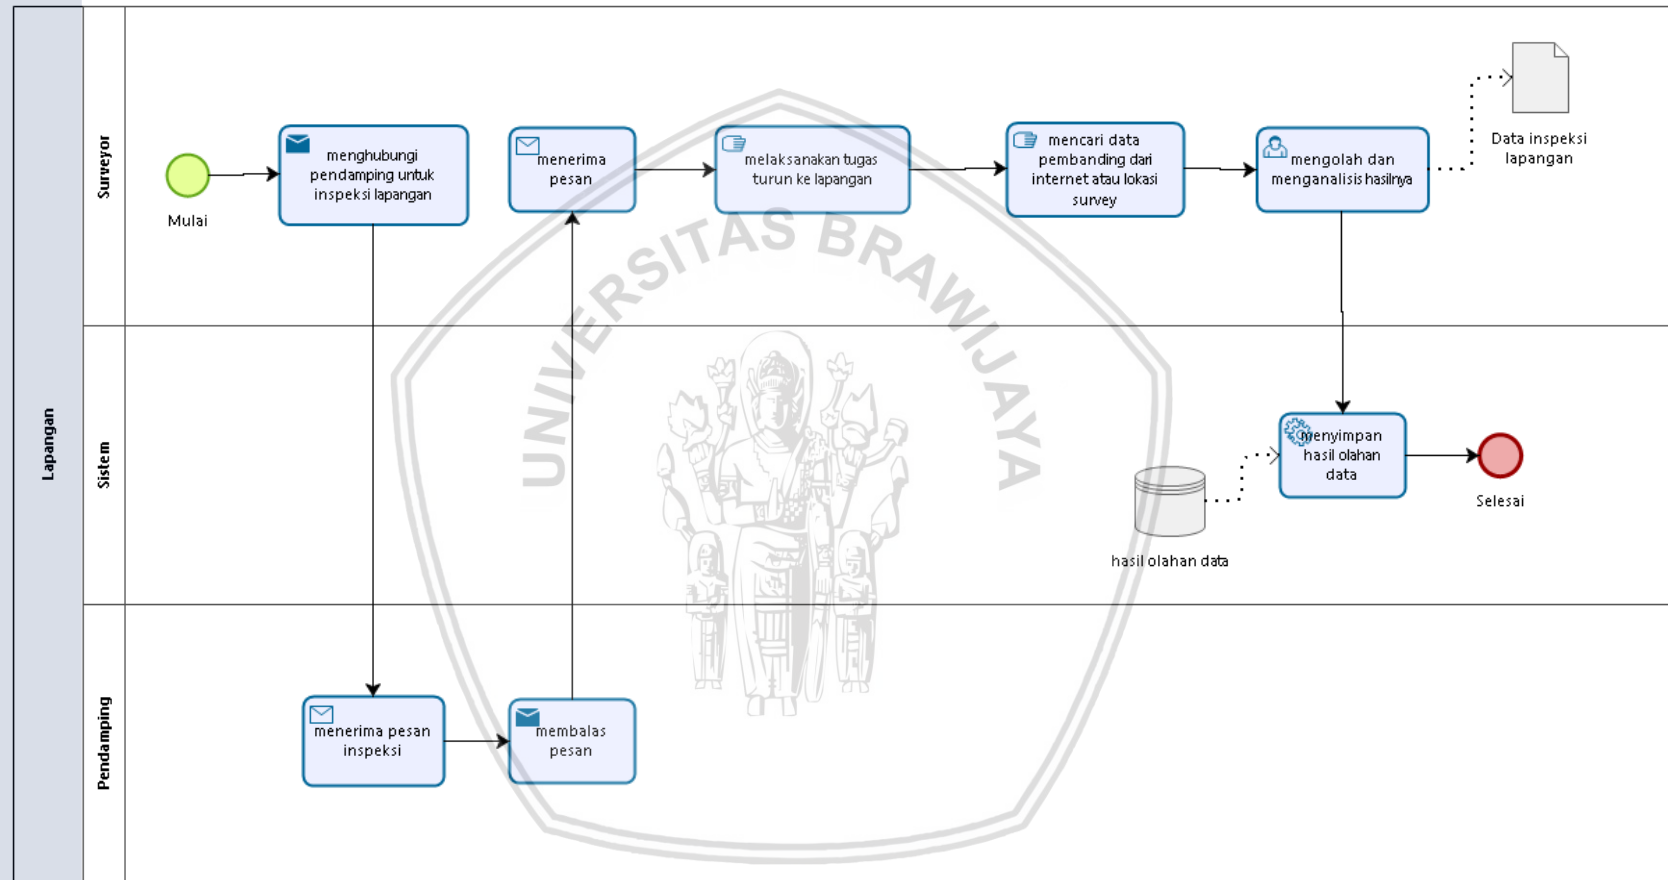 Lapangan
Surveyor
Mulai
menghubungi
pendamping untuk
inspeksi lapangan
menerima
pesan
melaksanakan tugas
turun ke lapangan
mencari data
pembanding dari
internet atau lokasi
survey
mengolah dan
menganalisis hasilnya
Data inspeksi
lapangan
UNIVERSITAS BRAWIJAYA
Sistem
menyimpan
hasil olahan
data
Selesai
hasil olahan data
Pendamping
menerima pesan
inspeksi
membalas
pesan